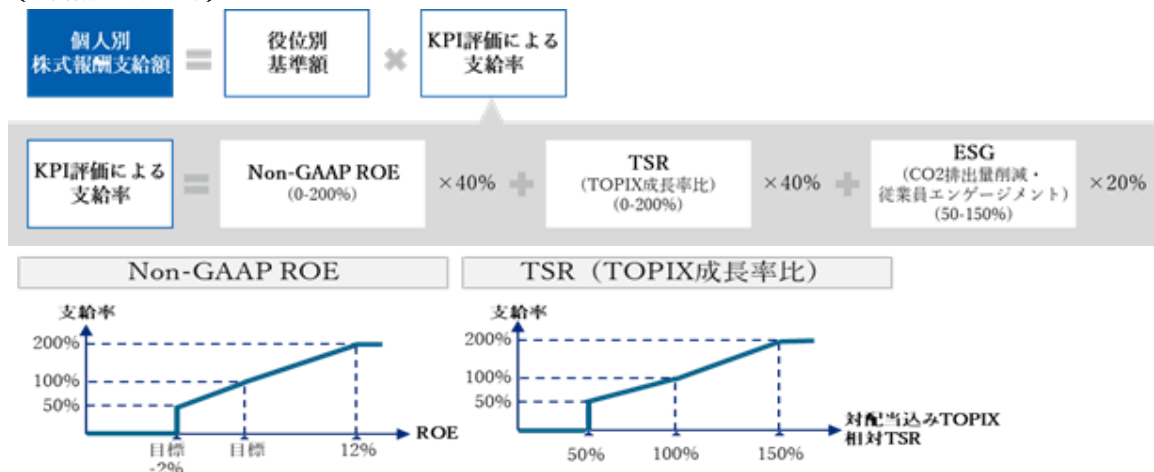 個人別
株式報酬支給額
=
役位別
基準額
×
KPI評価による
支給率
KPI評価による
支給率
=
Non-GAAP ROE
(0-200%)
×40%
+
TSR
(TOPIX成長率比)
(0-200%)
×40%
+
ESG
(CO2排出量削減・
従業員エンゲージメント)
(50-150%)
×20%
Non-GAAP ROE
支給率
200%
100%
50%
目標
-2%
目標
12%
ROE
TSR(TOPIX成長率比)
支給率
200%
100%
50%
50%
100%
150%
対配当込みTOPIX
相対TSR